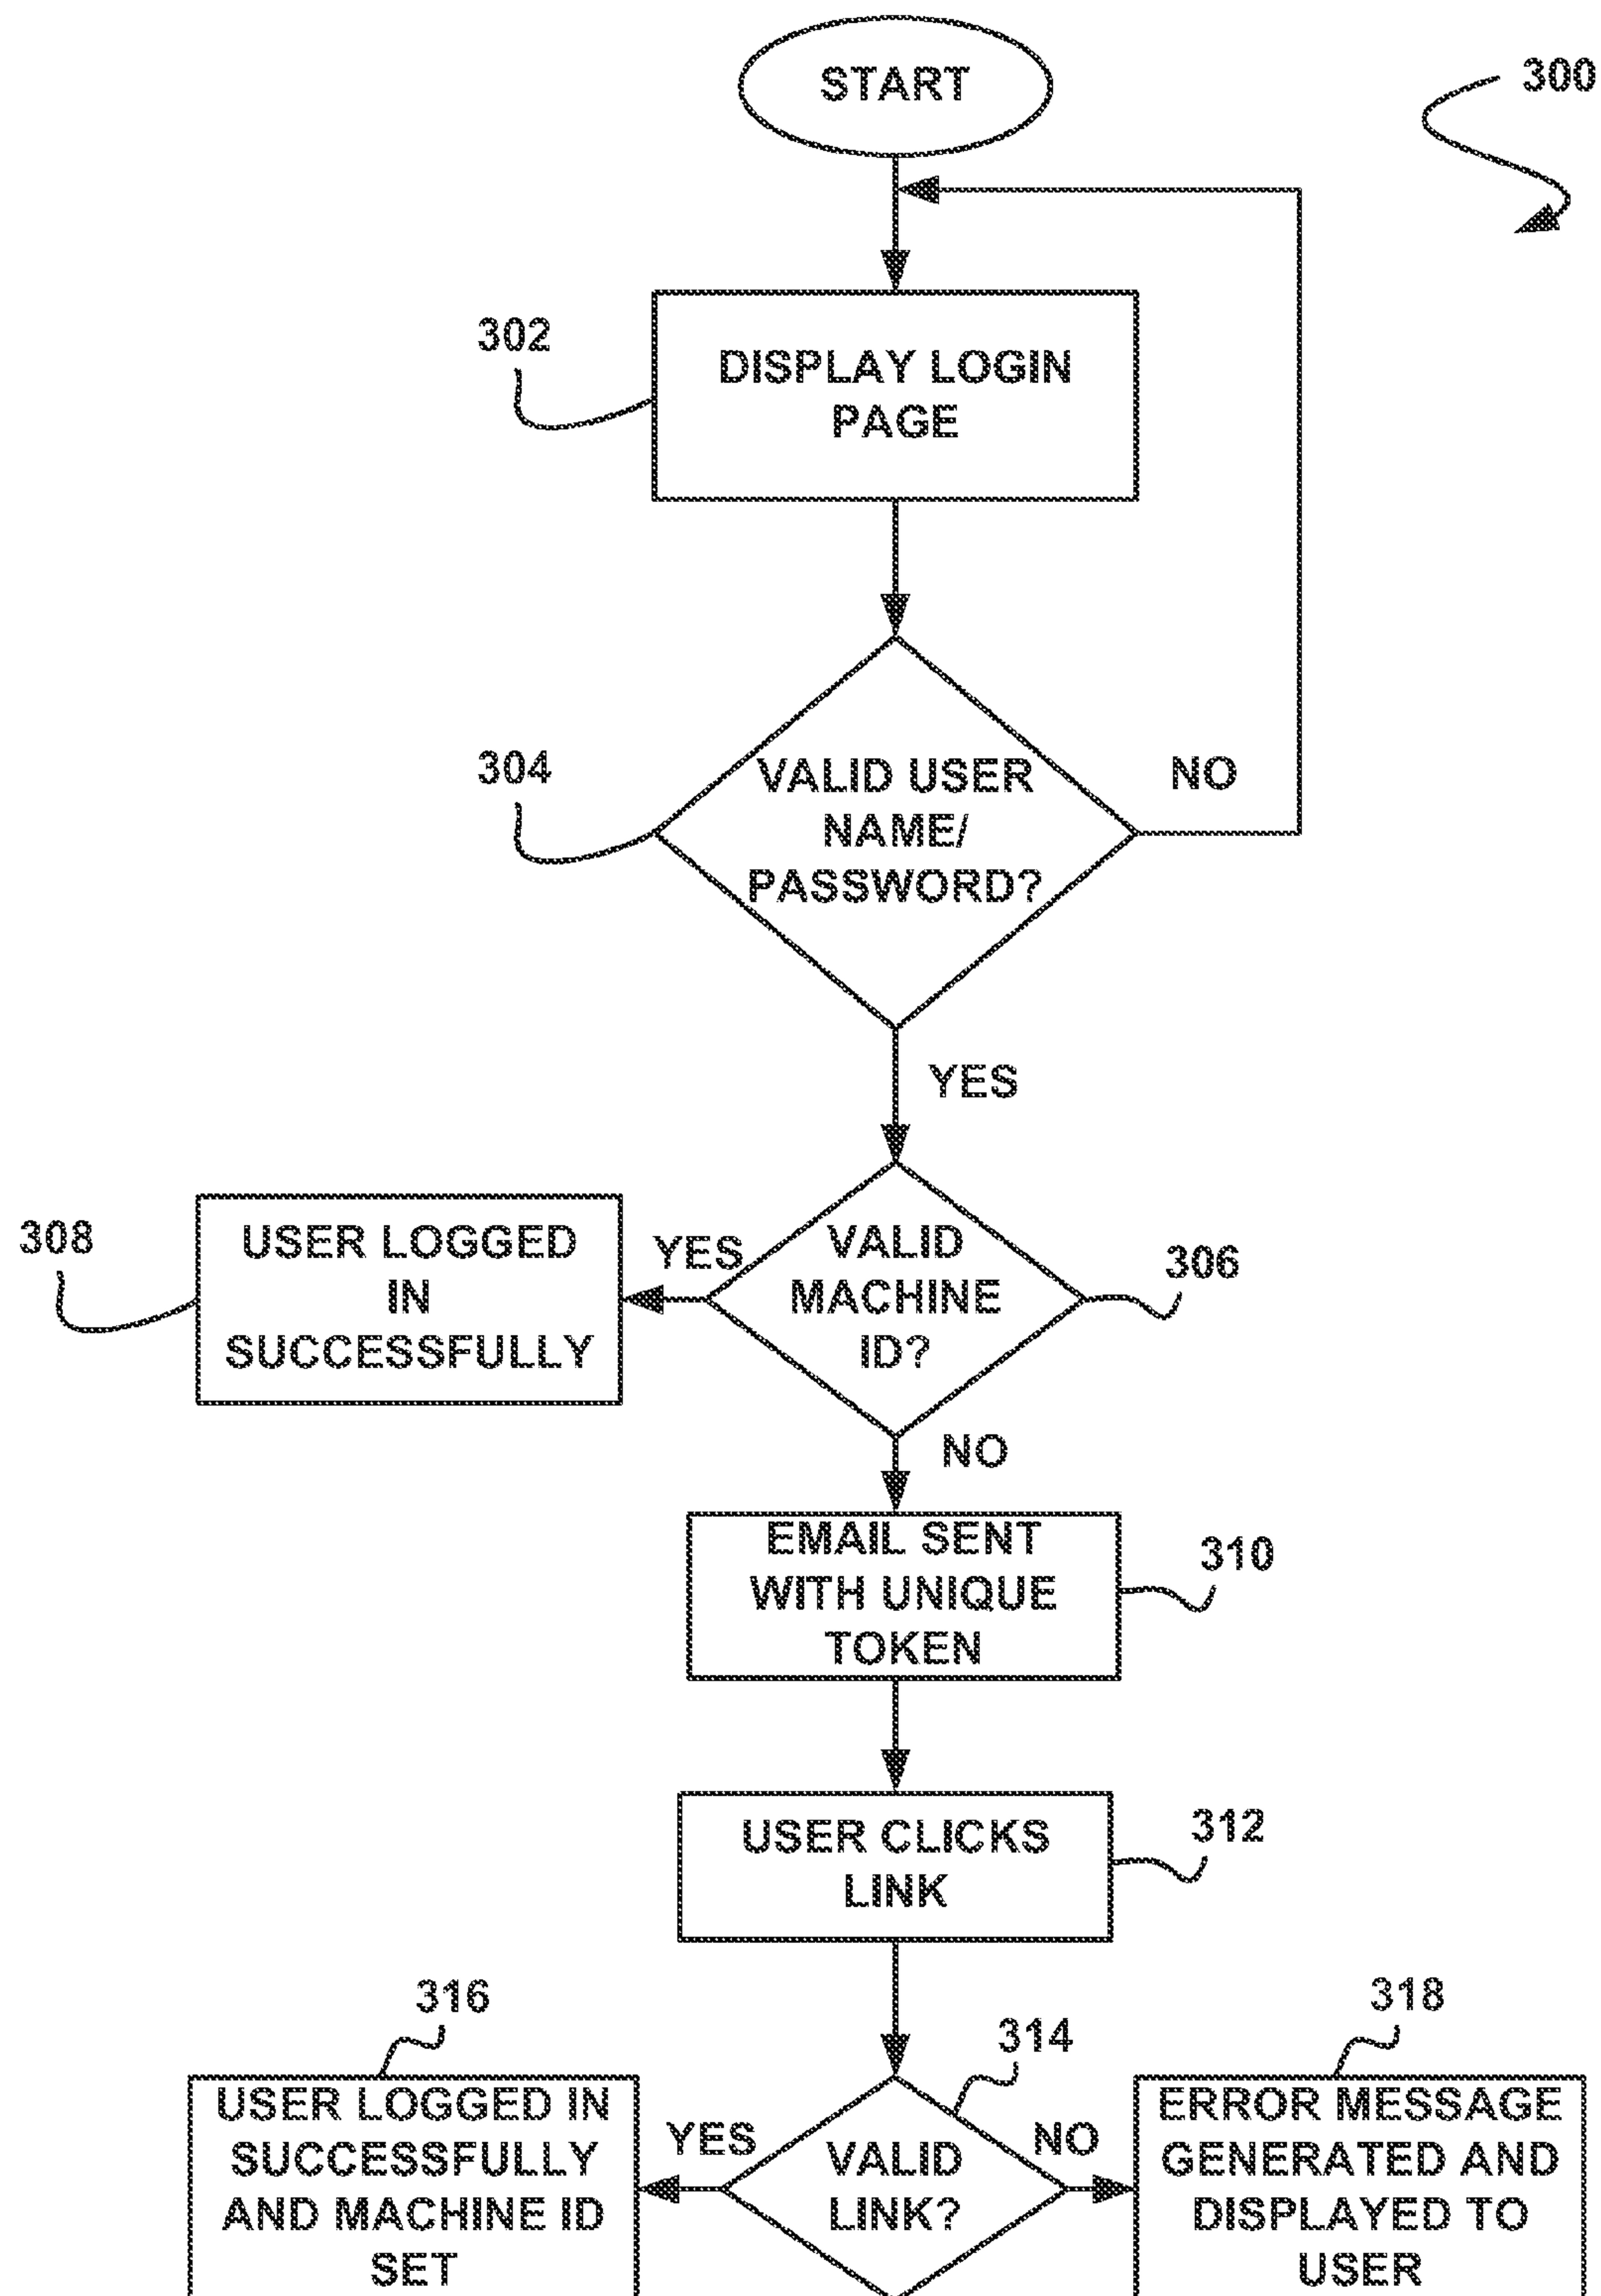 START
300
302
DISPLAY LOGIN
PAGE
304
VALID USER
NAME/
PASSWORD?
NO
YES
308
USER LOGGED
IN
SUCCESSFULLY
YES
VALID
MACHINE
ID?
306
NO
EMAIL SENT
WITH UNIQUE
TOKEN
310
USER CLICKS
LINK
312
316
318
314
USER LOGGED IN
SUCCESSFULLY
AND MACHINE ID
SET
YES
VALID
LINK?
NO
ERROR MESSAGE
GENERATED AND
DISPLAYED TO
USER